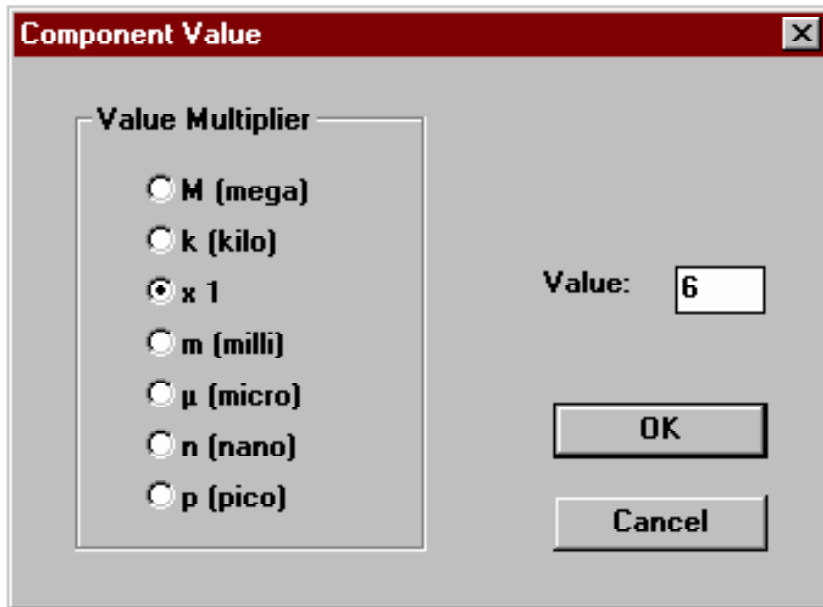 Component Value
Value Multiplier
M (mega)
k (kilo)
x 1
m (milli)
µ (micro)
n (nano)
p (pico)
Value: 6
OK
Cancel